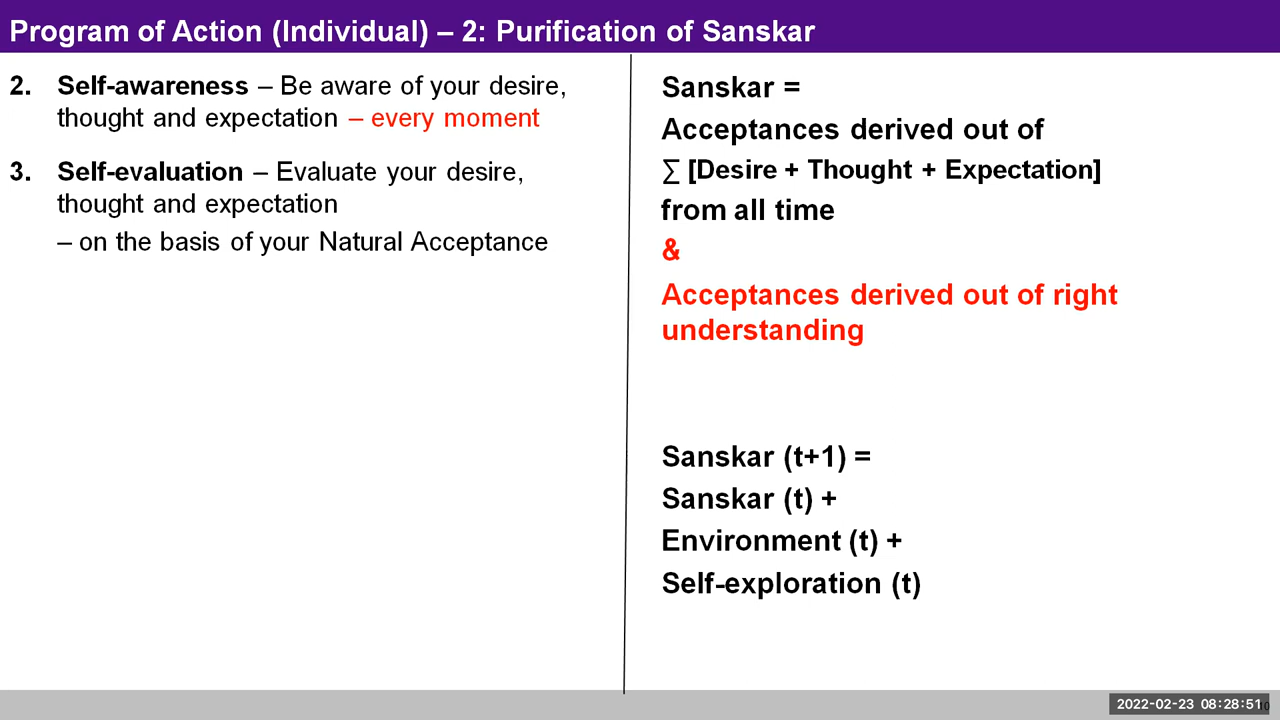 Program of Action (Individual) – 2: Purification of Sanskar
2. Self-awareness – Be aware of your desire,
thought and expectation – every moment
3. Self-evaluation – Evaluate your desire,
thought and expectation
– on the basis of your Natural Acceptance
Sanskar =
Acceptances derived out of
∑ [Desire + Thought + Expectation]
from all time
&
Acceptances derived out of right
understanding
Sanskar (t+1) =
Sanskar (t) +
Environment (t) +
Self-exploration (t)
2022-02-23 08:28:51